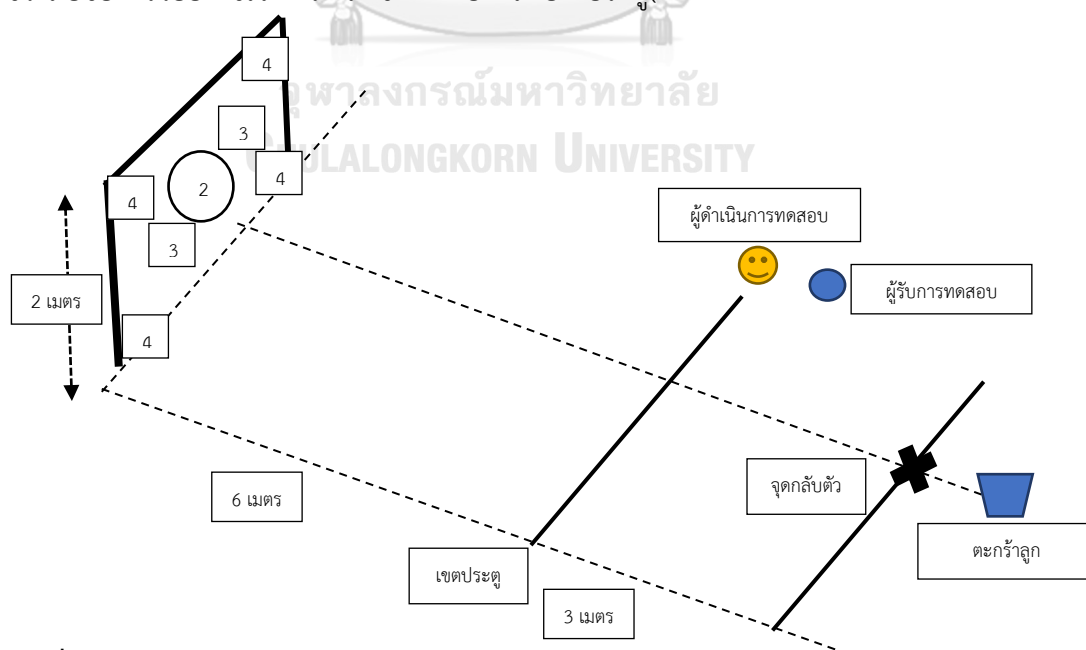 4
จุฬาลงกรณ์มหาวิทยาลัย
3
CHULALONGKORN UNIVERSITY
4
2
4
ผู้ดำเนินการทดสอบ
3
2 เมตร
ผู้รับการทดสอบ
4
จุดกลับตัว
6 เมตร
ตะกร้าลูก
เขตประตู
3 เมตร